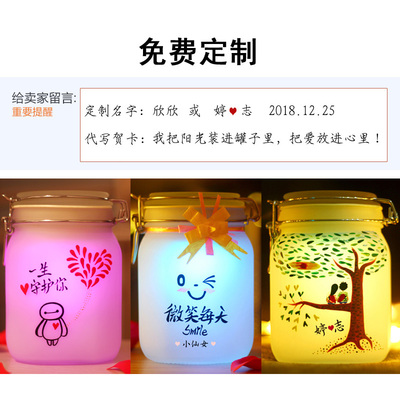 免费定制
给卖家留言:
重要提醒
定制名字: 欣欣 或 婷♥志 2018.12.25
代写贺卡: 我把阳光装进罐子里，把爱放进心里！
一生
♥守护你
微笑每天
Smile
♥小仙女♥
婷♥志